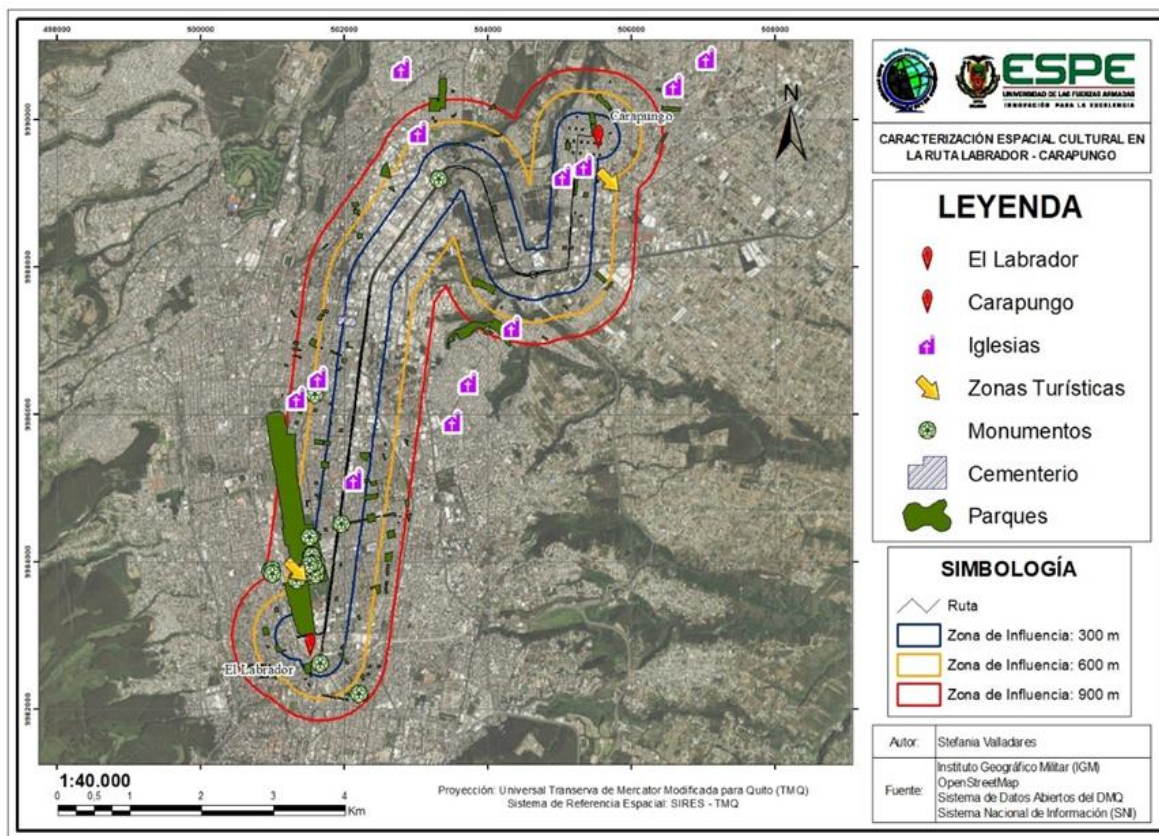 498000 500000 502000 504000 506000 508000
9990000
9988000
9986000
9984000
9982000
Carapungo
N
El Labrador
1:40.000
0 0,5 1 2 3 4
Km
Proyección: Universal Transversa de Mercator Modificada para Quito (TMQ)
Sistema de Referencia Espacial: SIRES - TMQ
ESPE
UNIVERSIDAD DE LAS FUERZAS ARMADAS
INNOVACIÓN PARA LA EXCELENCIA
CARACTERIZACIÓN ESPACIAL CULTURAL EN
LA RUTA LABRADOR - CARAPUNGO
LEYENDA
El Labrador
Carapungo
Iglesias
Zonas Turísticas
Monumentos
Cementerio
Parques
SIMBOLOGÍA
Ruta
Zona de Influencia: 300 m
Zona de Influencia: 600 m
Zona de Influencia: 900 m
Autor: Stefania Valladares
Fuente: Instituto Geográfico Militar (IGM)
OpenStreetMap
Sistema de Datos Abiertos del DMQ
Sistema Nacional de Información (SNI)